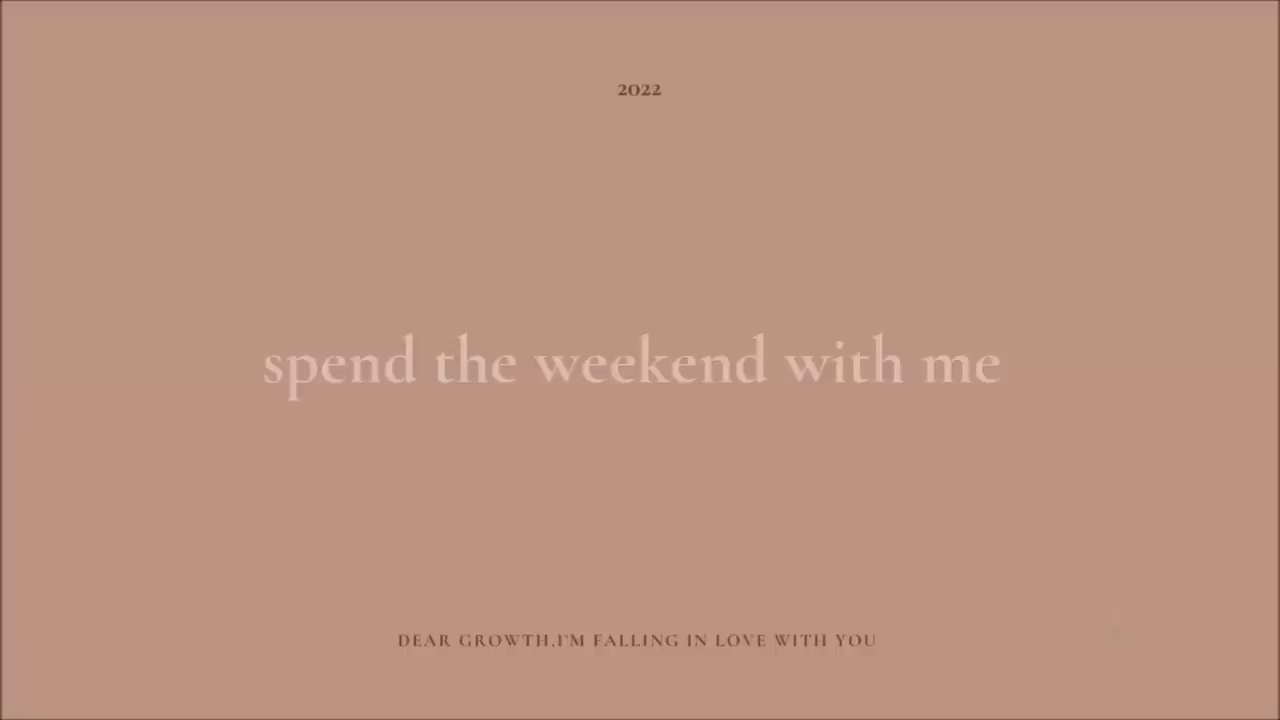 2022
spend the weekend with me
DEAR GROWTH,I'M FALLING IN LOVE WITH YOU